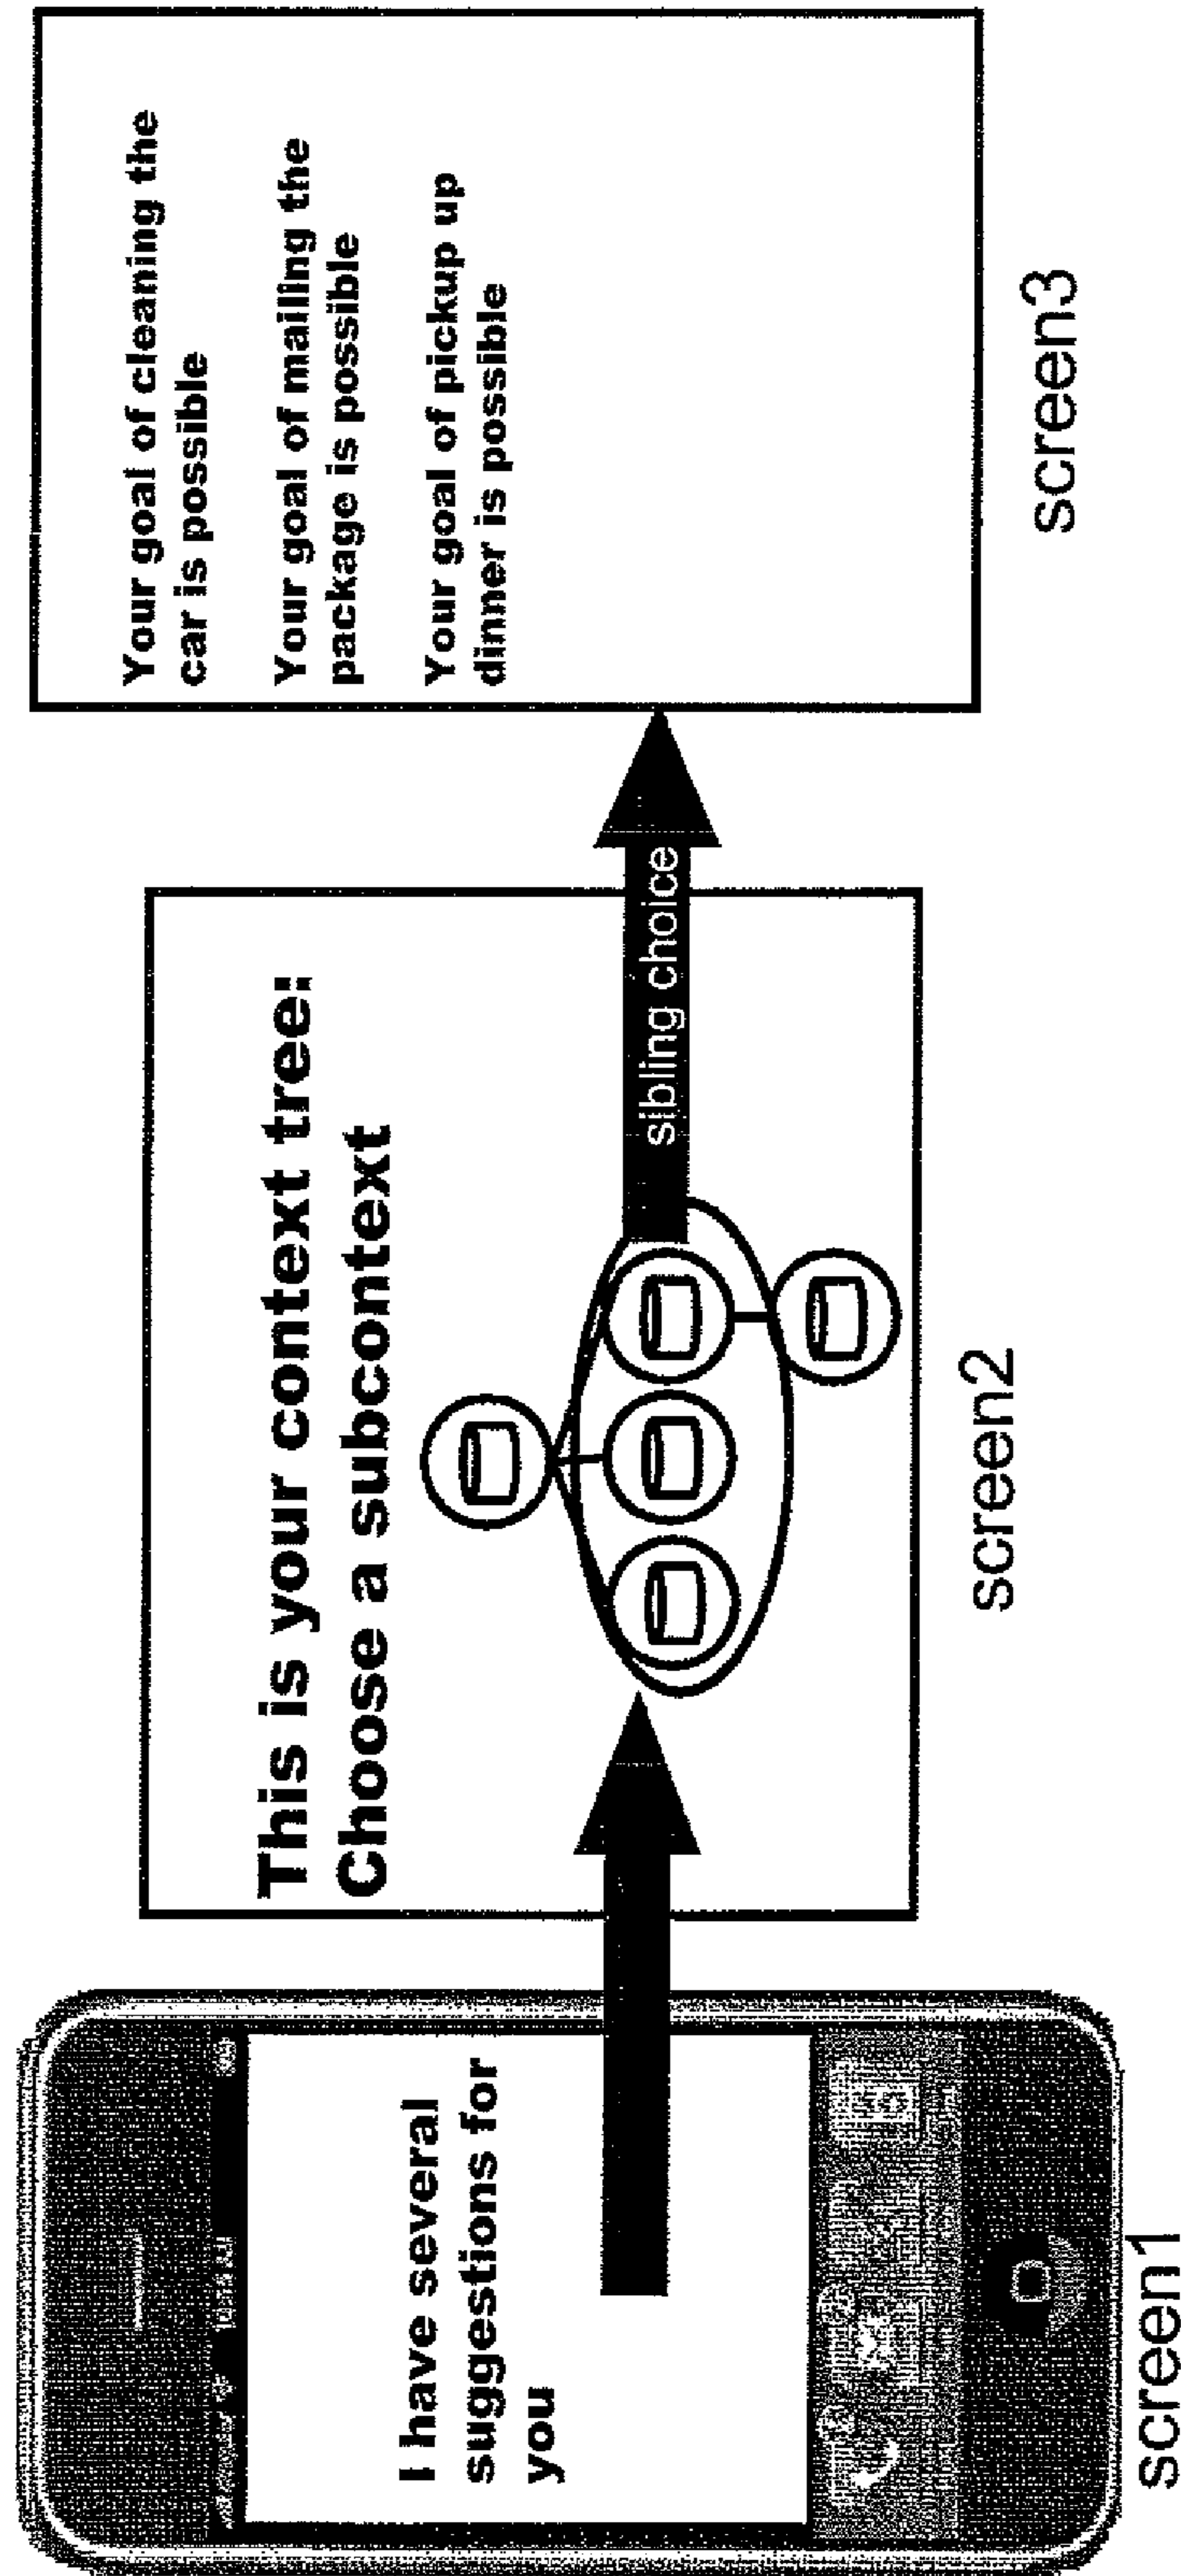 I have several
suggestions for
you
screen1
This is your context tree:
Choose a subcontext
sibling choice
screen2
Your goal of cleaning the
car is possible
Your goal of mailing the
package is possible
Your goal of pickup up
dinner is possible
screen3